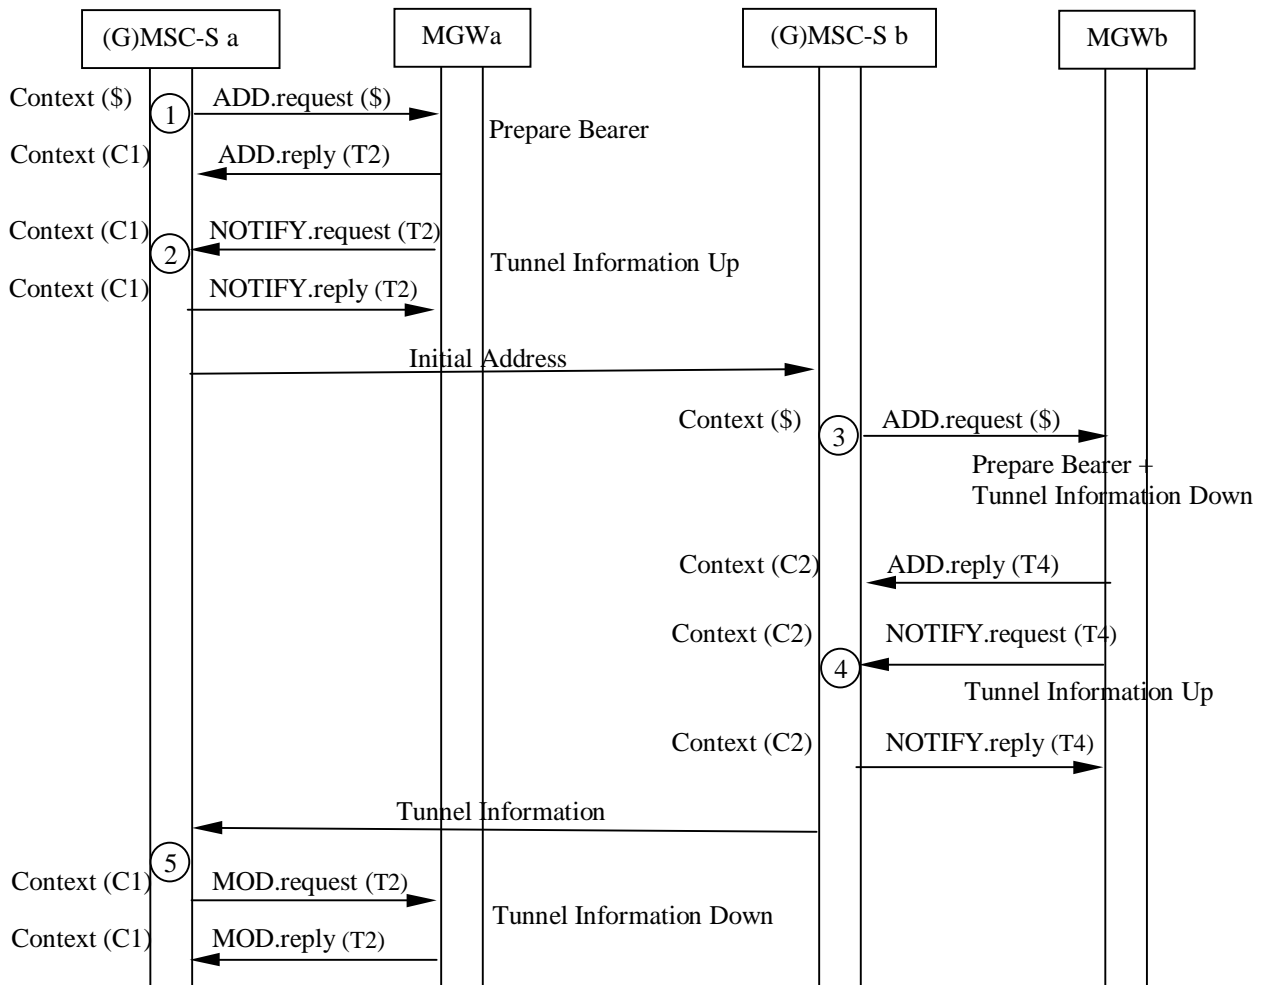 (G)MSC-S a
MGWa
(G)MSC-S b
MGWb
Context ($)
1
ADD.request ($)
Prepare Bearer
Context (C1)
ADD.reply (T2)
Context (C1)
2
NOTIFY.request (T2)
Tunnel Information Up
Context (C1)
NOTIFY.reply (T2)
Initial Address
Context ($)
3
ADD.request ($)
Prepare Bearer +
Tunnel Information Down
Context (C2)
ADD.reply (T4)
Context (C2)
4
NOTIFY.request (T4)
Tunnel Information Up
Context (C2)
NOTIFY.reply (T4)
Tunnel Information
5
Context (C1)
MOD.request (T2)
Tunnel Information Down
Context (C1)
MOD.reply (T2)